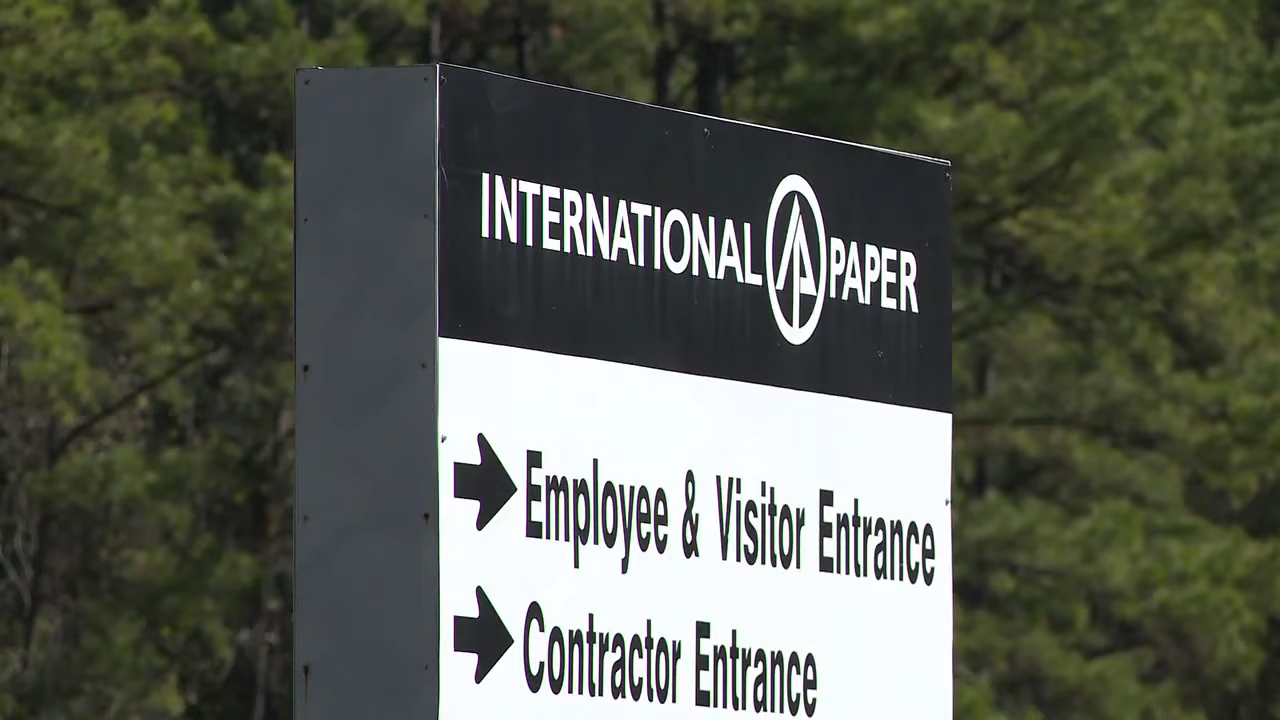 INTERNATIONAL PAPER
Employee & Visitor Entrance
Contractor Entrance